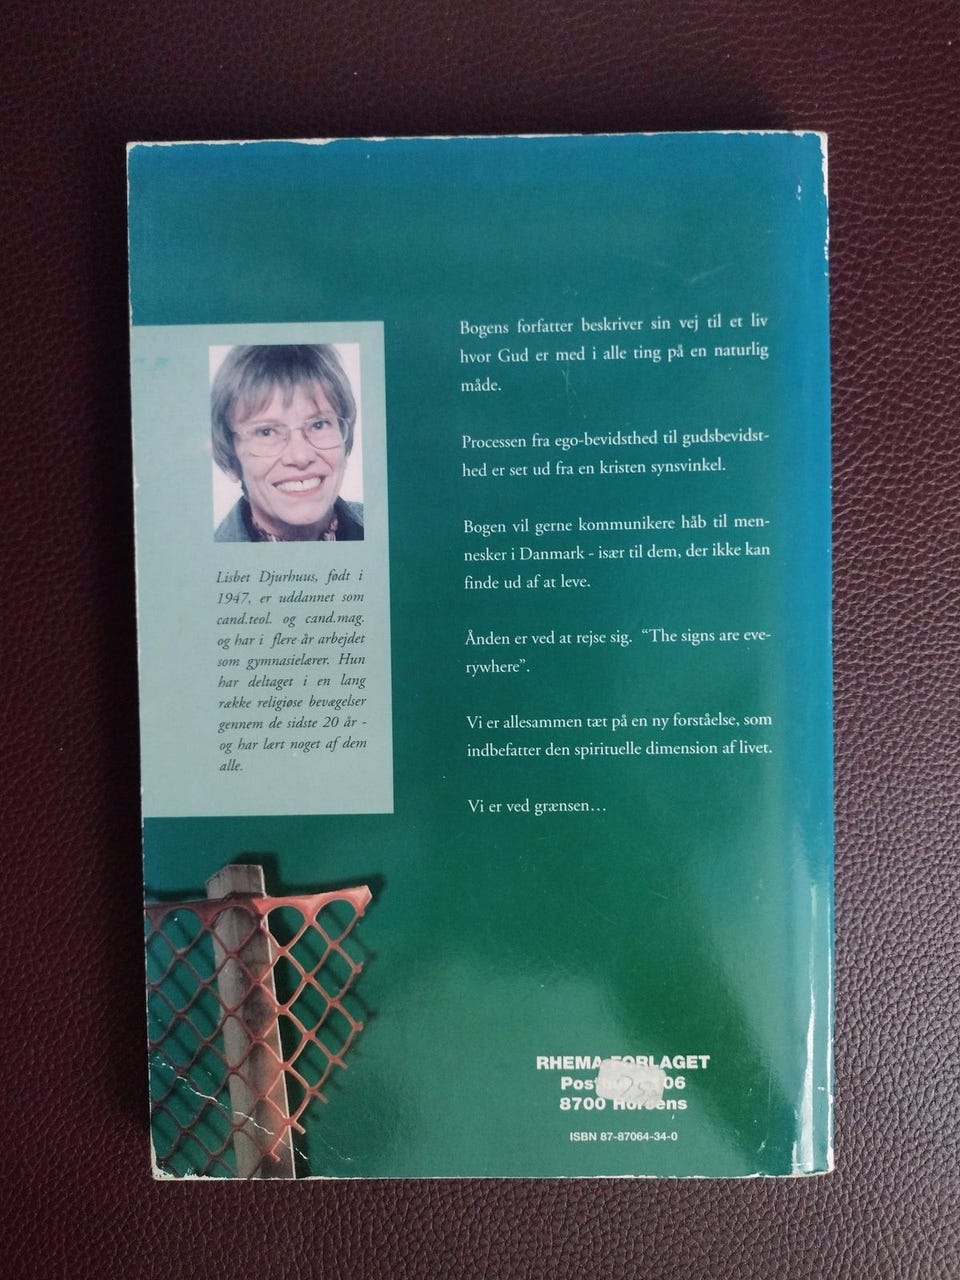 Bogens forfatter beskriver sin vej til et liv
hvor Gud er med i alle ting på en naturlig
måde.
Processen fra ego-bevidsthed til gudsbevidst-
hed er set ud fra en kristen synsvinkel.
Bogen vil gerne kommunikere håb til men-
nesker i Danmark - især til dem, der ikke kan
finde ud af at leve.
Ånden er ved at rejse sig. “The signs are eve-
rywhere”.
Vi er allesammen tæt på en ny forståelse, som
indbefatter den spirituelle dimension af livet.
Vi er ved grænsen…
Lisbet Djurhuus, født i
1947, er uddannet som
cand.teol. og cand.mag.
og har i flere år arbejdet
som gymnasielærer. Hun
har deltaget i en lang
række religiøse bevægelser
gennem de sidste 20 år -
og har lært noget af dem
alle.
RHEMA FORLAGET
8700 Horsens
ISBN 87-87064-34-0